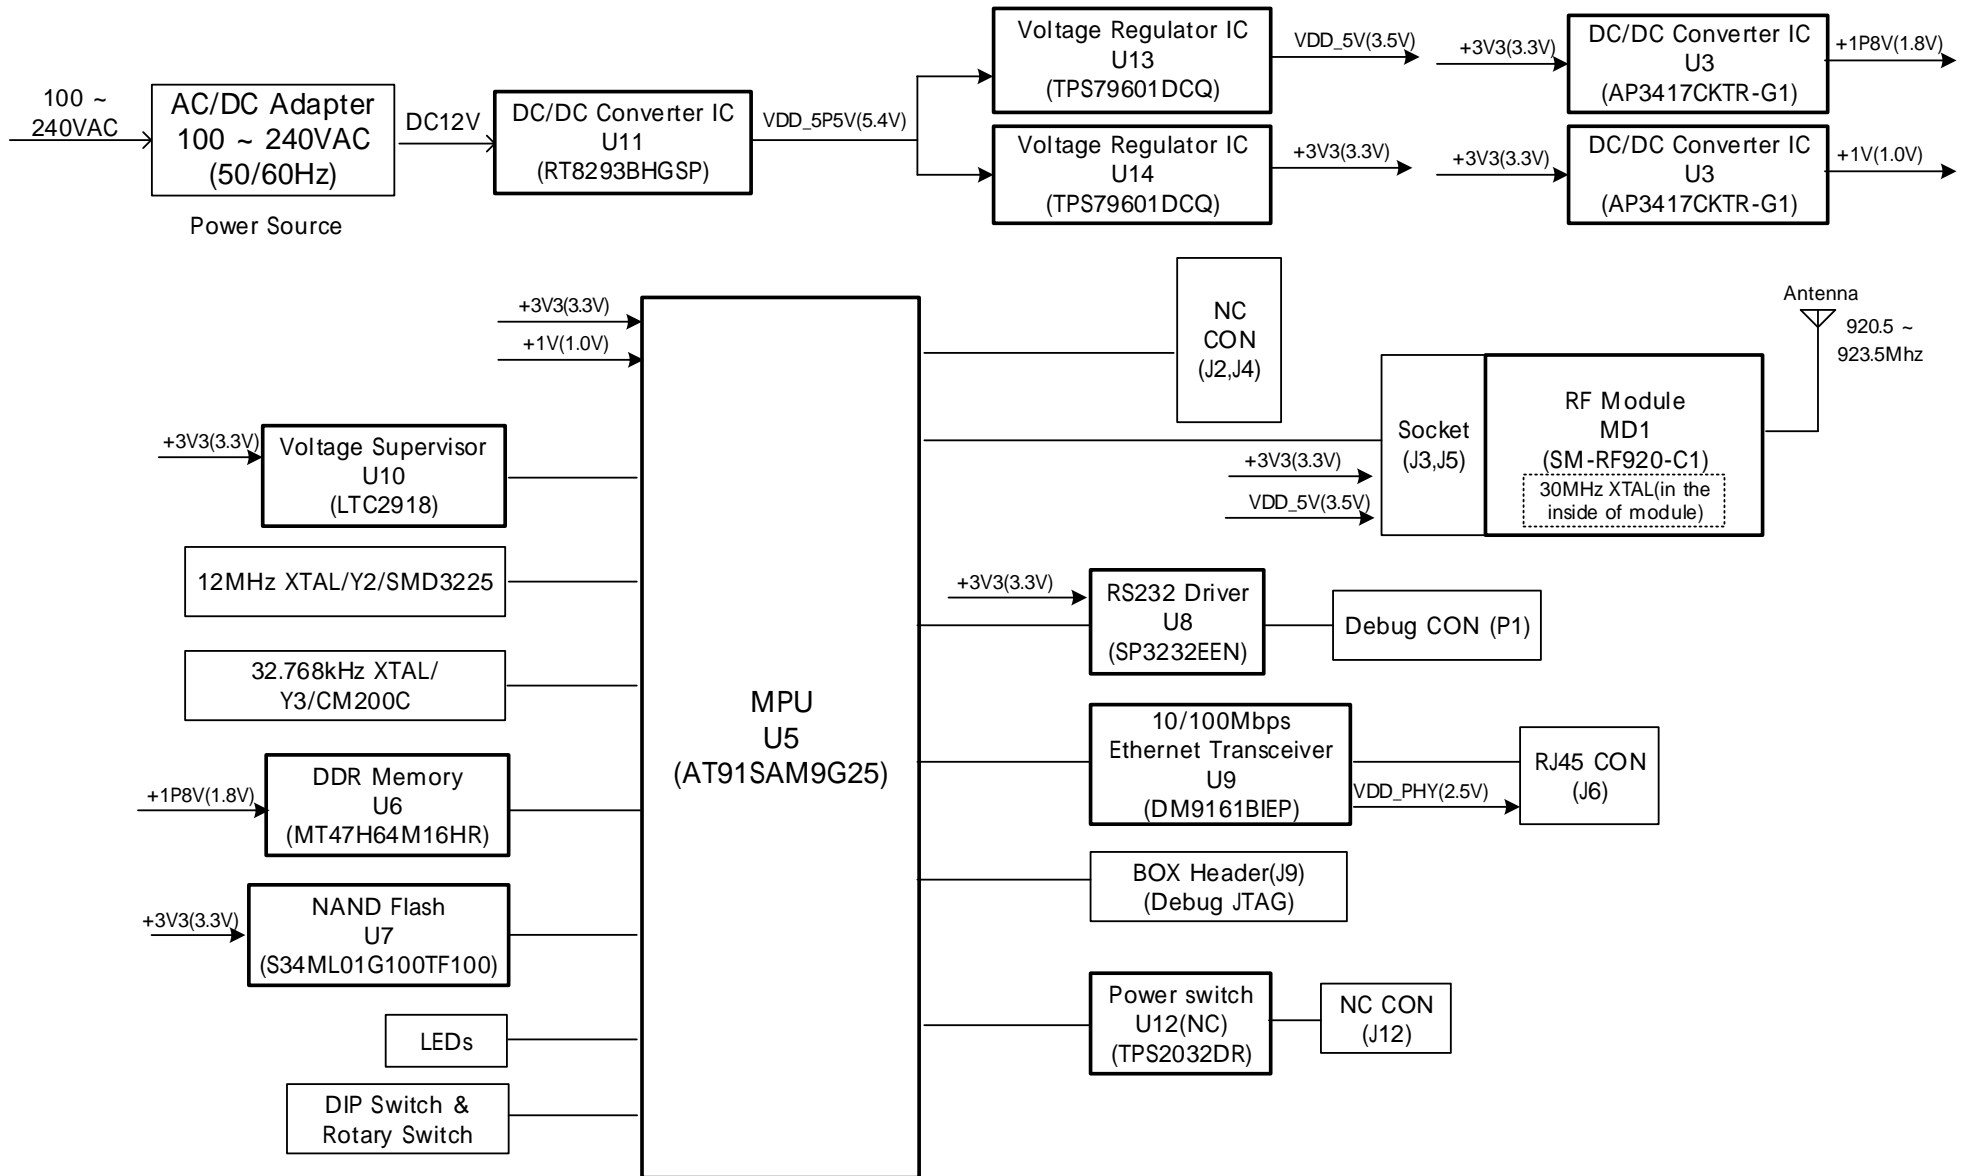 100 ~
240VAC
AC/DC Adapter
100 ~ 240VAC
(50/60Hz)
Power Source
DC12V
DC/DC Converter IC
U11
(RT8293BHGSP)
VDD_5P5V(5.4V)
Voltage Regulator IC
U13
(TPS79601DCQ)
VDD_5V(3.5V)
Voltage Regulator IC
U14
(TPS79601DCQ)
+3V3(3.3V)
+3V3(3.3V)
DC/DC Converter IC
U3
(AP3417CKTR-G1)
+1P8V(1.8V)
+3V3(3.3V)
DC/DC Converter IC
U3
(AP3417CKTR-G1)
+1V(1.0V)
+3V3(3.3V)
+1V(1.0V)
+3V3(3.3V)
Voltage Supervisor
U10
(LTC2918)
12MHz XTAL/Y2/SMD3225
32.768kHz XTAL/
Y3/CM200C
+1P8V(1.8V)
DDR Memory
U6
(MT47H64M16HR)
+3V3(3.3V)
NAND Flash
U7
(S34ML01G100TF100)
LEDs
DIP Switch &
Rotary Switch
MPU
U5
(AT91SAM9G25)
NC
CON
(J2,J4)
Socket
(J3,J5)
+3V3(3.3V)
VDD_5V(3.5V)
RF Module
MD1
(SM-RF920-C1)
30MHz XTAL(in the
inside of module)
Antenna
920.5 ~
923.5Mhz
+3V3(3.3V)
RS232 Driver
U8
(SP3232EEN)
Debug CON (P1)
10/100Mbps
Ethernet Transceiver
U9
(DM9161BIEP)
VDD_PHY(2.5V)
RJ45 CON
(J6)
BOX Header(J9)
(Debug JTAG)
Power switch
U12(NC)
(TPS2032DR)
NC CON
(J12)